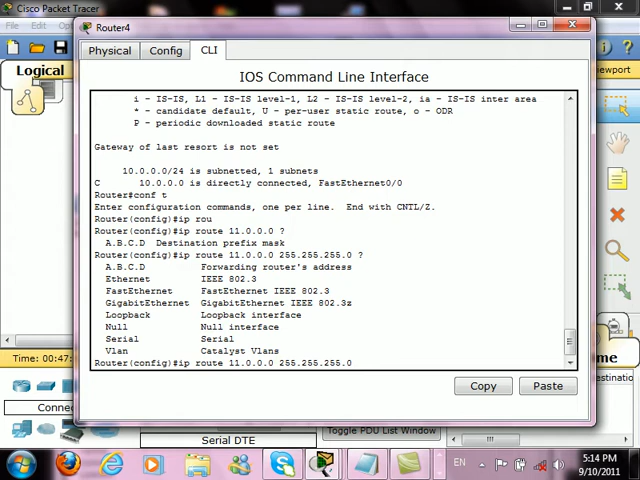 Cisco Packet Tracer
File Edit
Router4
Logical
Viewport
Physical Config CLI
IOS Command Line Interface
i - IS-IS, L1 - IS-IS level-1, L2 - IS-IS level-2, ia - IS-IS inter area
* - candidate default, U - per-user static route, o - ODR
P - periodic downloaded static route
Gateway of last resort is not set
10.0.0.0/24 is subnetted, 1 subnets
C 10.0.0.0 is directly connected, FastEthernet0/0
Router#conf t
Enter configuration commands, one per line. End with CNTL/Z.
Router(config)#ip rou
Router(config)#ip route 11.0.0.0 ?
A.B.C.D Destination prefix mask
Router(config)#ip route 11.0.0.0 255.255.255.0 ?
A.B.C.D Forwarding router's address
Ethernet IEEE 802.3
FastEthernet FastEthernet IEEE 802.3
GigabitEthernet GigabitEthernet IEEE 802.3z
Loopback Loopback interface
Null Null interface
Serial Serial
Vlan Catalyst Vlans
Router(config)#ip route 11.0.0.0 255.255.255.0
Copy Paste
Time: 00:47:
me
Conne
Serial DTE
Toggle PDU List Window
EN
5:14 PM
9/10/2011